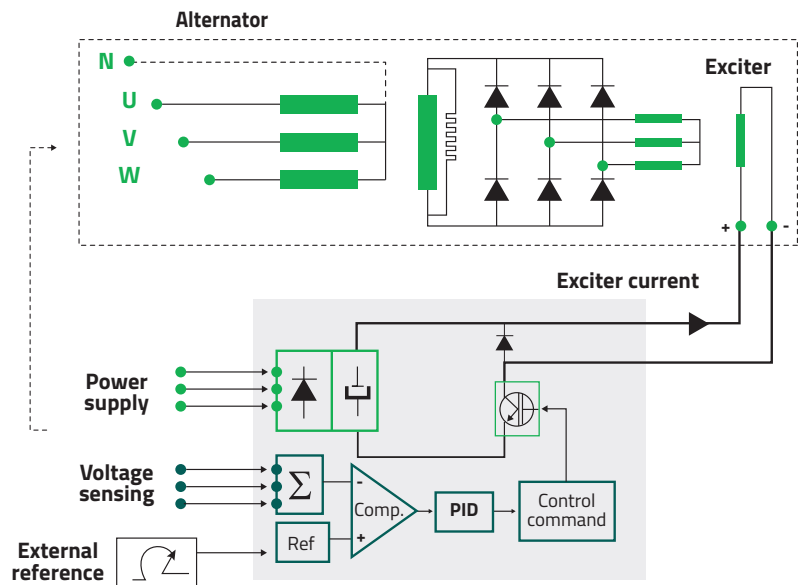 Alternator
N
U
V
W
Exciter
+ -
Exciter current
Power
supply
Voltage
sensing
Σ
-
Comp.
+
PID
Control
command
Ref
External
reference